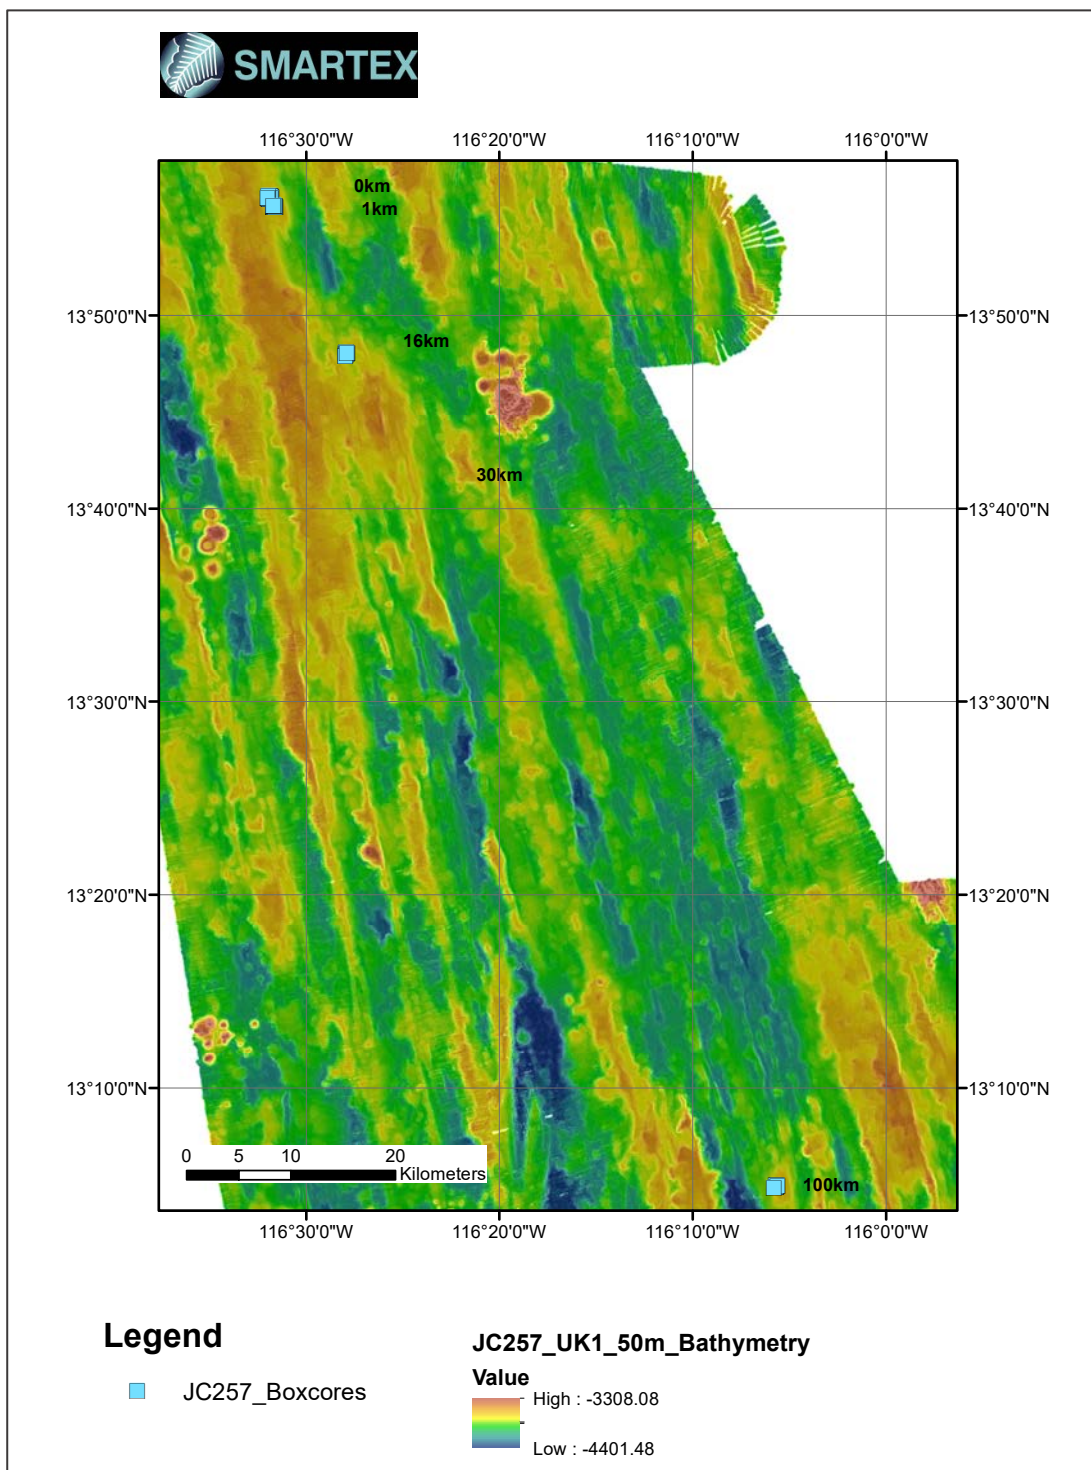 SMARTEX
116°30'0"W 116°20'0"W 116°10'0"W 116°0'0"W
0km
1km
13°50'0"N 13°50'0"N
16km
30km
13°40'0"N 13°40'0"N
13°30'0"N 13°30'0"N
13°20'0"N 13°20'0"N
13°10'0"N 13°10'0"N
0 5 10 20
Kilometers
100km
116°30'0"W 116°20'0"W 116°10'0"W 116°0'0"W
Legend
JC257_Boxcores
JC257_UK1_50m_Bathymetry
Value
High : -3308.08
Low : -4401.48